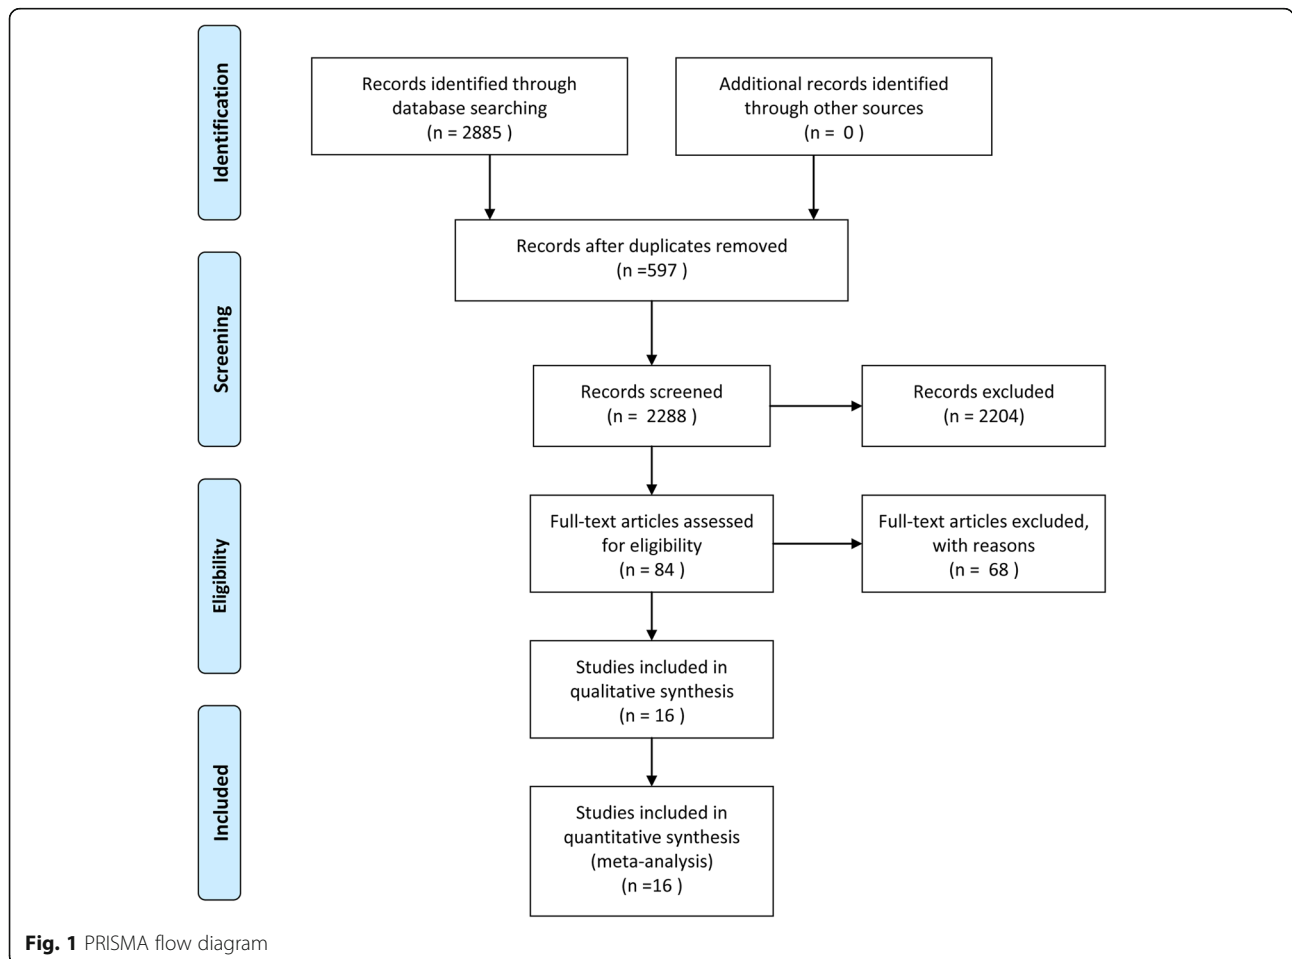 Identification
Records identified through
database searching
(n = 2885 )
Additional records identified
through other sources
(n = 0 )
Records after duplicates removed
(n =597 )
Screening
Records screened
(n = 2288 )
Records excluded
(n = 2204)
Eligibility
Full-text articles assessed
for eligibility
(n = 84 )
Full-text articles excluded,
with reasons
(n = 68 )
Studies included in
qualitative synthesis
(n = 16 )
Included
Studies included in
quantitative synthesis
(meta-analysis)
(n =16 )
Fig. 1 PRISMA flow diagram